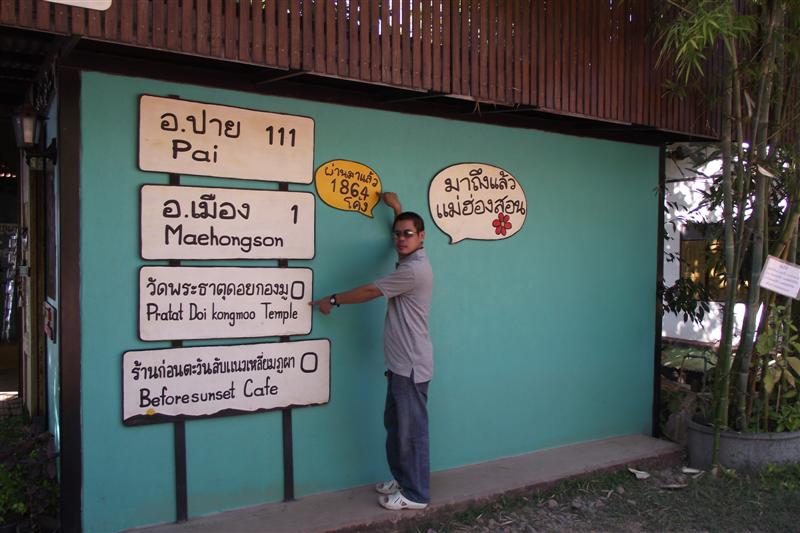 อ.ปาย 111
Pai
อ.เมือง 1
Maehongson
วัดพระธาตุดอยกองมู 0
Pratat Doi kongmoo Temple
ร้านก่อนตะวันลับแนวเหลี่ยมภูผา 0
Beforesunset Cafe
ผ่านมาแล้ว
1864
โค้ง
มาถึงแล้ว
แม่ฮ่องสอน